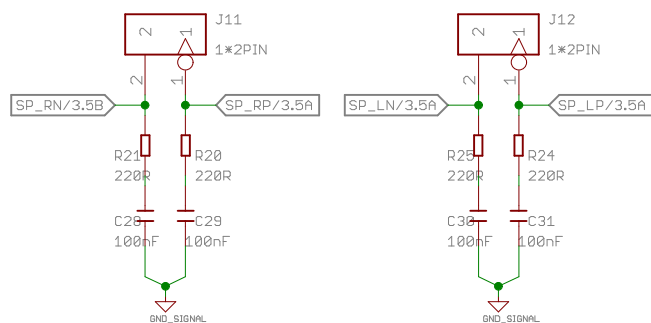 J11
2
1
1*2PIN
2
1
SP_RN/3.5B
SP_RP/3.5A
R21
220R
R20
220R
C28
100nF
C29
100nF
GND_SIGNAL
J12
2
1
1*2PIN
2
1
SP_LN/3.5A
SP_LP/3.5A
R25
220R
R24
220R
C30
100nF
C31
100nF
GND_SIGNAL